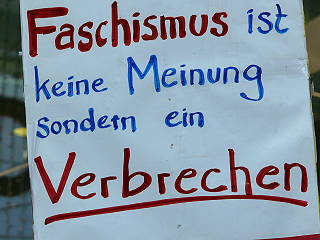 Faschismus ist
keine Meinung
sondern ein
Verbrechen